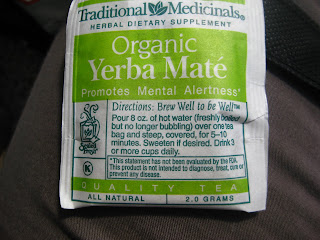 Traditional Medicinals®
HERBAL DIETARY SUPPLEMENT
Organic
Yerba Maté
Promotes Mental Alertness*
Directions: Brew Well to be Well™
Pour 8 oz. of hot water (freshly boiled
but no longer bubbling) over one tea
bag and steep, covered, for 5-10
minutes. Sweeten if desired. Drink 3
or more cups daily.
K
*This statement has not been evaluated by the FDA.
This product is not intended to diagnose, treat, cure or
prevent any disease.
QUALITY TEA
ALL NATURAL 2.0 GRAMS